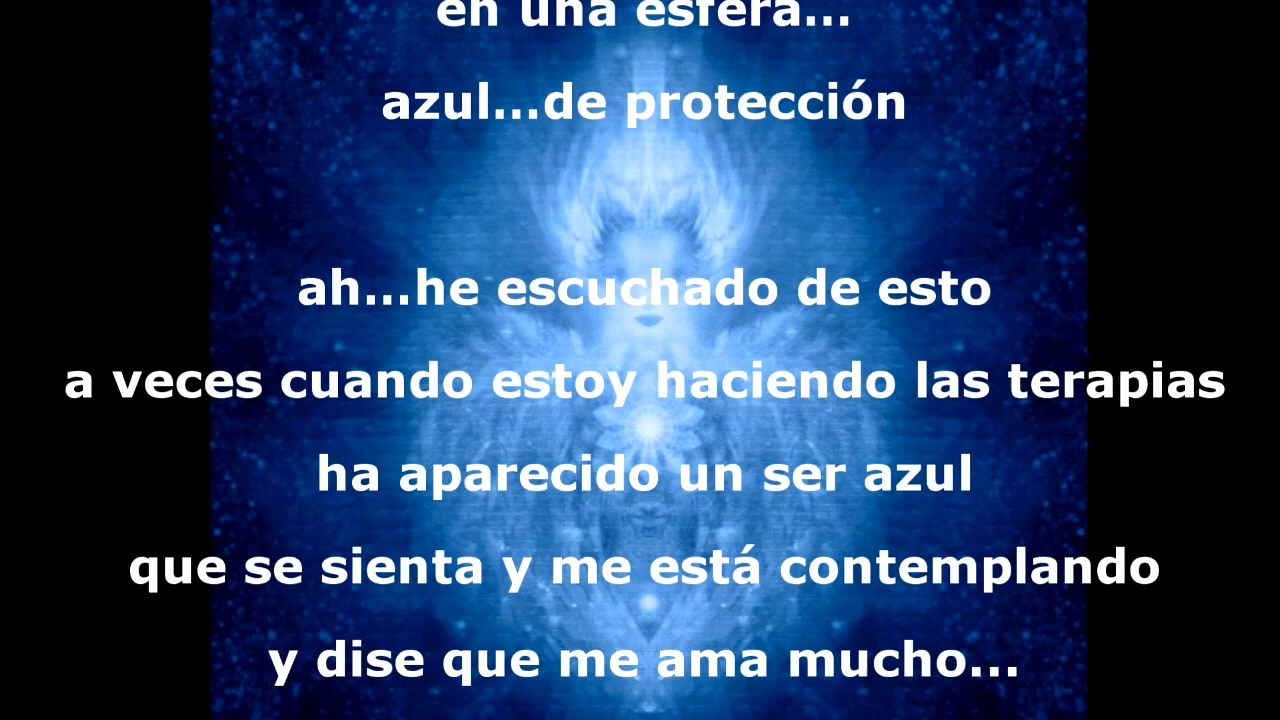 en una esfera...
azul...de protección
ah...he escuchado de esto
a veces cuando estoy haciendo las terapias
ha aparecido un ser azul
que se sienta y me está contemplando
y dise que me ama mucho...